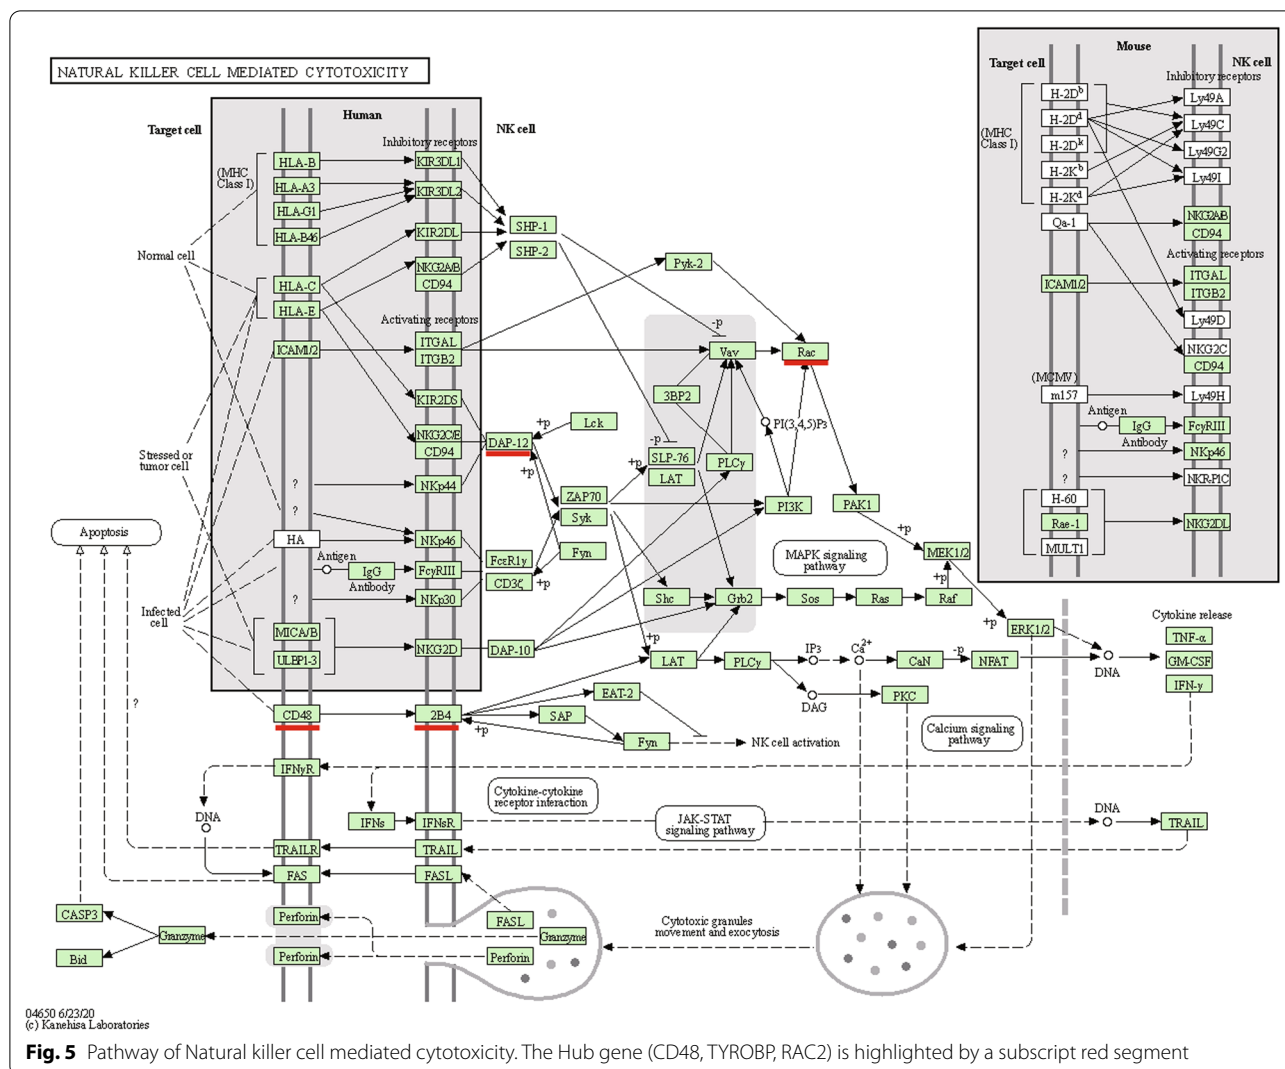 NATURAL KILLER CELL MEDIATED CYTOTOXICITY
Target cell
Human
NK cell
Inhibitory receptors
(MHC
Class I)
HLA-B
HLA-A3
HLA-G1
HLA-B46
KIR3DL1
KIR3DL2
KIR2DL
NKG2A/B
CD94
SHP-1
SHP-2
Normal cell
HLA-C
HLA-E
ICAM1/2
Activating receptors
ITGAL
ITGB2
KIR2DS
NKG2C/E
CD94
Pyk-2
-p
Vav
Rac
3BP2
PI(3,4,5)P3
+p
Lck
DAP-12
+p
-p
SLP-76
LAT
PLCγ
+p
Stressed or
tumor cell
?
NKp44
?
ZAP70
Syk
PI3K
PAK1
+p
Apoptosis
HA
NKp46
Fyn
FcεR1γ
CD3ζ
+p
MEK1/2
MAPK signaling
pathway
Antigen
IgG
Antibody
FcγRIII
+p
?
NKp30
Shc
Grb2
Sos
Ras
Raf
Infected
cell
MICA/B
ULBP1-3
NKG2D
DAP-10
+p
+p
ERK1/2
LAT
PLCγ
IP3
Ca2+
CaN
-p
NFAT
DNA
Cytokine release
TNF-α
GM-CSF
IFN-γ
DAG
PKC
?
CD48
2B4
+p
EAT-2
SAP
Fyn
NK cell activation
Calcium signaling
pathway
IFNγR
Cytokine-cytokine
receptor interaction
DNA
IFNs
IFNsR
JAK-STAT
signaling pathway
DNA
TRAIL
TRAILR
TRAIL
FAS
FASL
CASP3
Bid
Granzyme
Perforin
Perforin
FASL
Granzyme
Perforin
Cytotoxic granules
movement and exocytosis
Mouse
Target cell
NK cell
Inhibitory receptors
(MHC
Class I)
H-2Db
H-2Dd
H-2Dk
H-2Kb
H-2Kd
Ly49A
Ly49C
Ly49G2
Ly49I
Qa-1
NKG2A/B
CD94
Activating receptors
ICAM1/2
ITGAL
ITGB2
Ly49D
NKG2C
CD94
(MCMV)
m157
Ly49H
Antigen
IgG
Antibody
FcγRIII
?
NKp46
?
NKR-P1C
H-60
Rae-1
MULT1
NKG2DL
04650 6/23/20
(c) Kanehisa Laboratories
Fig. 5 Pathway of Natural killer cell mediated cytotoxicity. The Hub gene (CD48, TYROBP, RAC2) is highlighted by a subscript red segment